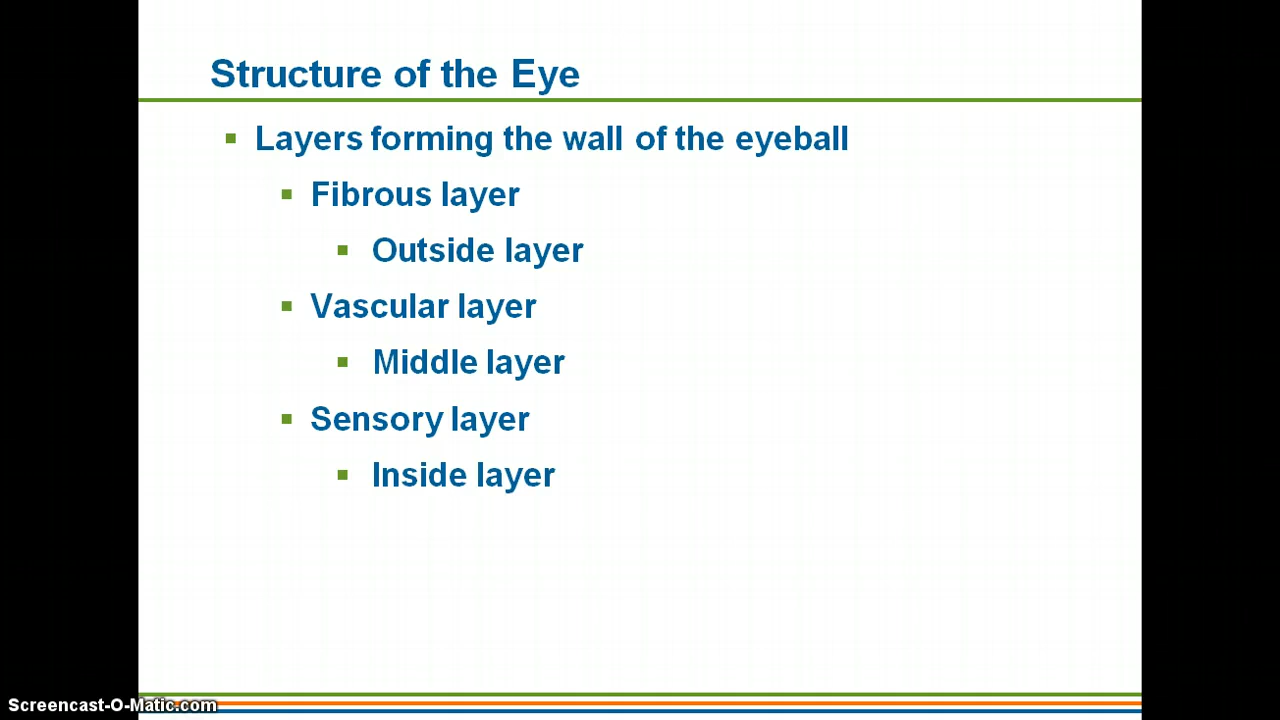 Structure of the Eye
Layers forming the wall of the eyeball
Fibrous layer
Outside layer
Vascular layer
Middle layer
Sensory layer
Inside layer
Screencast-O-Matic.com